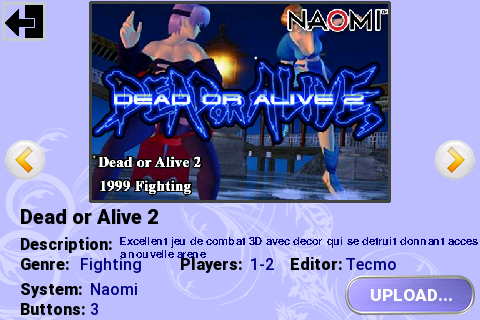 NAOMI™
DEAD OR ALIVE 2
Dead or Alive 2
1999 Fighting
Dead or Alive 2
Description: Excellent jeu de combat 3D avec decor qui se detruit donnant acces
a nouvelle arene
Genre: Fighting Players: 1-2 Editor: Tecmo
System: Naomi
Buttons: 3
UPLOAD...